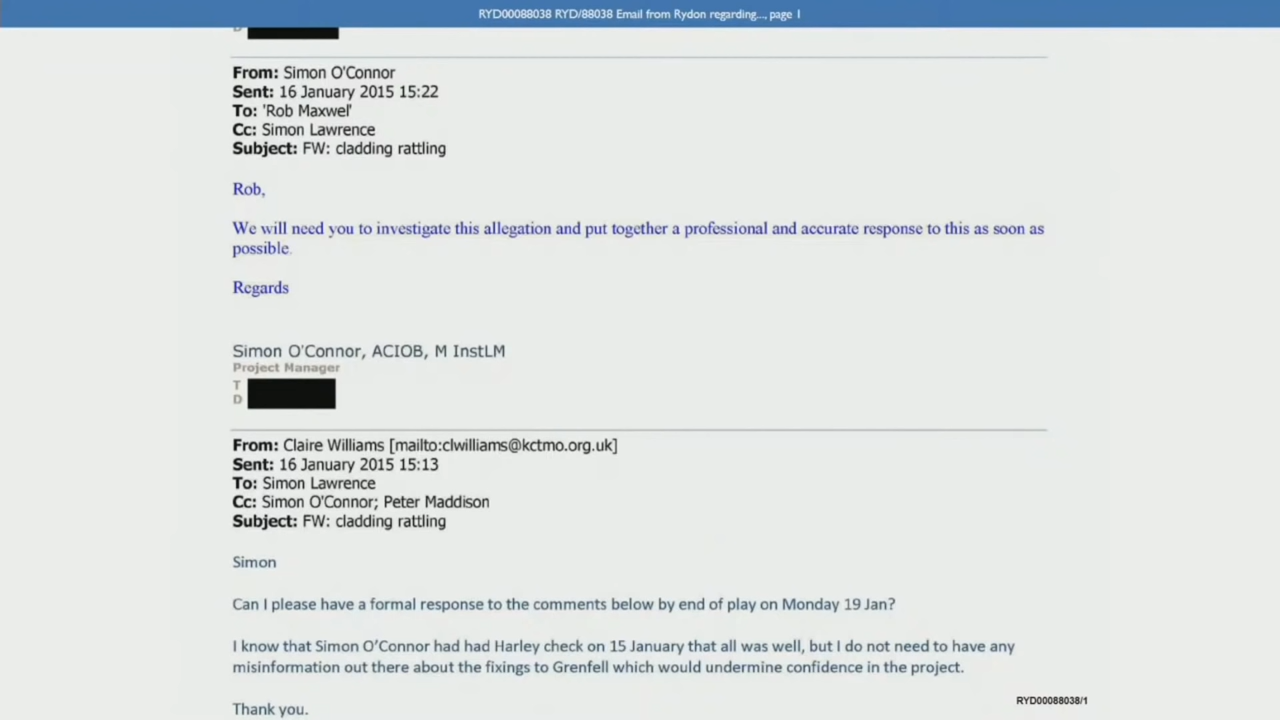 RYD00088038 RYD/88038 Email from Rydon regarding..., page 1
D
From: Simon O'Connor
Sent: 16 January 2015 15:22
To: 'Rob Maxwel'
Cc: Simon Lawrence
Subject: FW: cladding rattling
Rob,
We will need you to investigate this allegation and put together a professional and accurate response to this as soon as
possible.
Regards
Simon O'Connor, ACIOB, M InstLM
Project Manager
T
D
From: Claire Williams [mailto:clwilliams@kctmo.org.uk]
Sent: 16 January 2015 15:13
To: Simon Lawrence
Cc: Simon O'Connor; Peter Maddison
Subject: FW: cladding rattling
Simon
Can I please have a formal response to the comments below by end of play on Monday 19 Jan?
I know that Simon O'Connor had had Harley check on 15 January that all was well, but I do not need to have any
misinformation out there about the fixings to Grenfell which would undermine confidence in the project.
RYD00088038/1
Thank you.